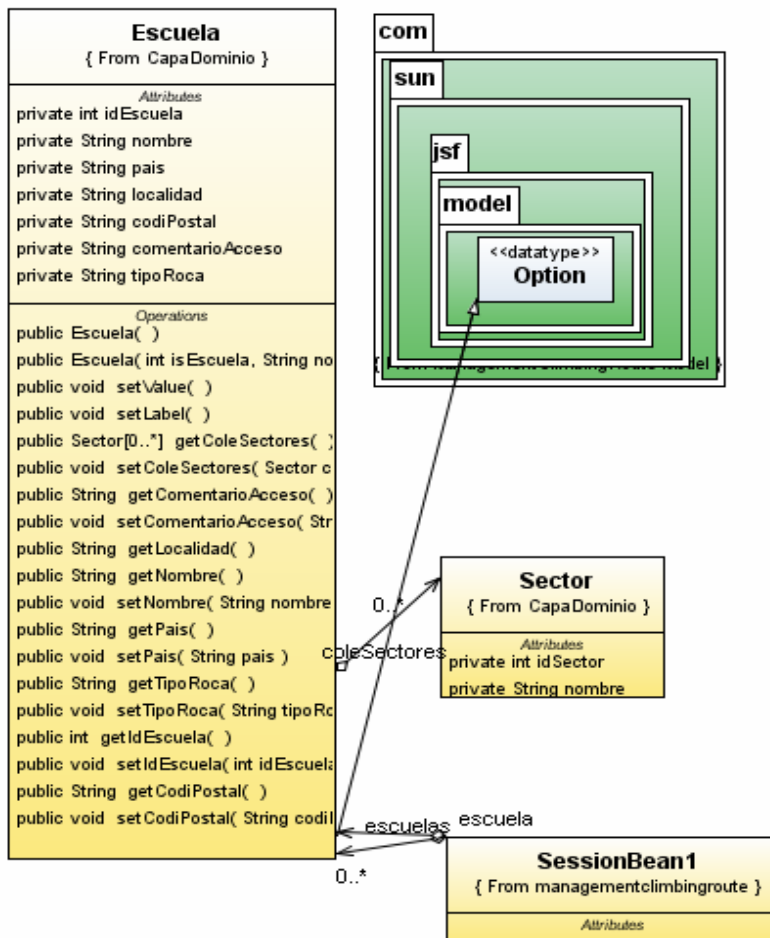 Escuela
{ From CapaDominio }
Attributes
private int idEscuela
private String nombre
private String pais
private String localidad
private String codiPostal
private String comentarioAcceso
private String tipoRoca
Operations
public Escuela( )
public Escuela( int isEscuela, String no
public void setValue( )
public void setLabel( )
public Sector[0..*] getColeSectores( )
public void setColeSectores( Sector c
public String getComentarioAcceso( )
public void setComentarioAcceso( Str
public String getLocalidad( )
public String getNombre( )
public void setNombre( String nombre
public String getPais( )
public void setPais( String pais )
public String getTipoRoca( )
public void setTipoRoca( String tipoRo
public int getIdEscuela( )
public void setIdEscuela( int idEscuela
public String getCodiPostal( )
public void setCodiPostal( String codi
com
sun
jsf
model
<<datatype>>
Option
Model }
0..*
coleSectores
Sector
{ From CapaDominio }
Attributes
private int idSector
private String nombre
escuelas
escuela
0..*
SessionBean1
{ From managementclimbingroute }
Attributes